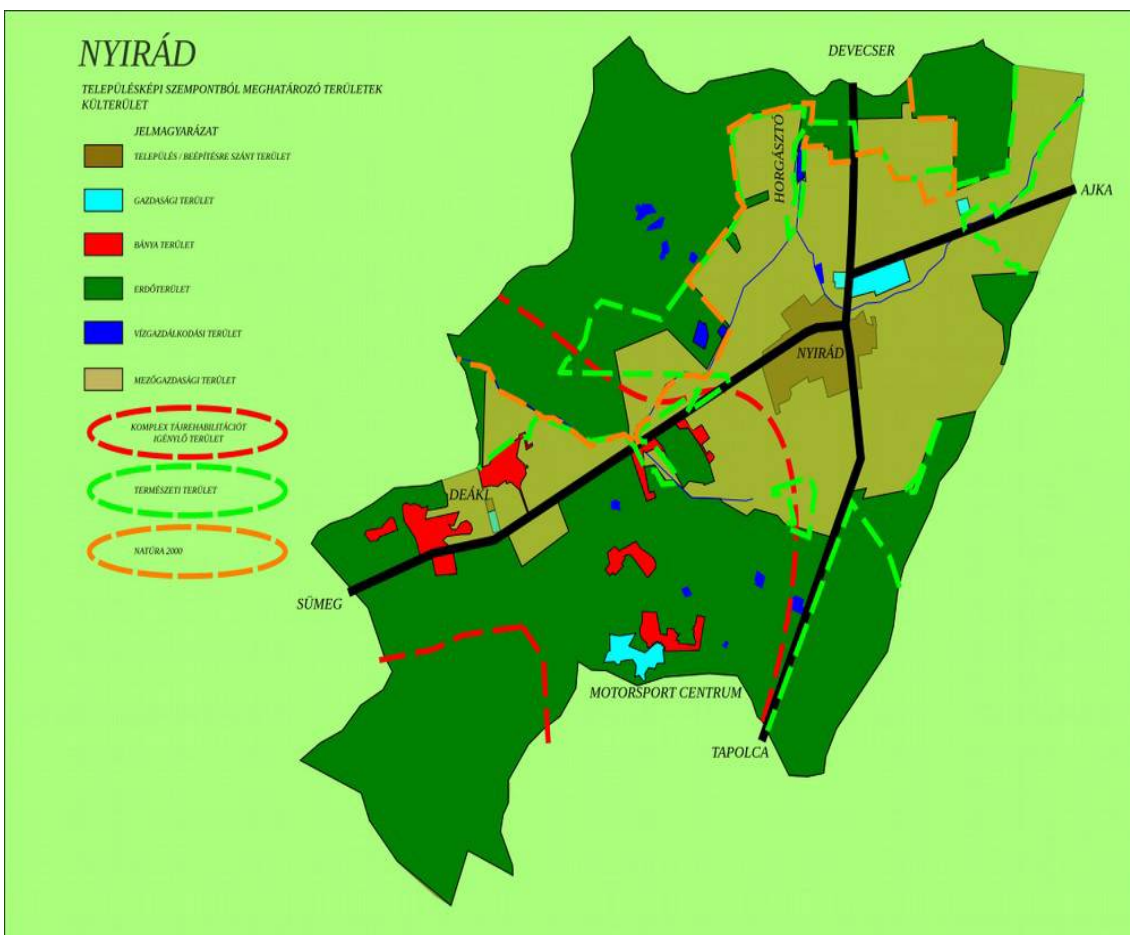 NYIRÁD
TELEPÜLÉSKÉPI SZEMPONTBÓL MEGHATÁROZÓ TERÜLETEK
KÜLTERÜLET
JELMAGYARÁZAT
TELEPÜLÉS / BEÉPÍTÉSRE SZÁNT TERÜLET
GAZDASÁGI TERÜLET
BÁNYA TERÜLET
ERDŐTERÜLET
VÍZGAZDÁLKODÁSI TERÜLET
MEZŐGAZDASÁGI TERÜLET
KOMPLEX TÁJREHABILITÁCIÓT
IGÉNYLŐ TERÜLET
TERMÉSZETI TERÜLET
NATÚRA 2000
DEVECSER
HORGÁSZTÓ
AJKA
NYIRÁD
DEÁKI
SÜMEG
MOTORSPORT CENTRUM
TAPOLCA